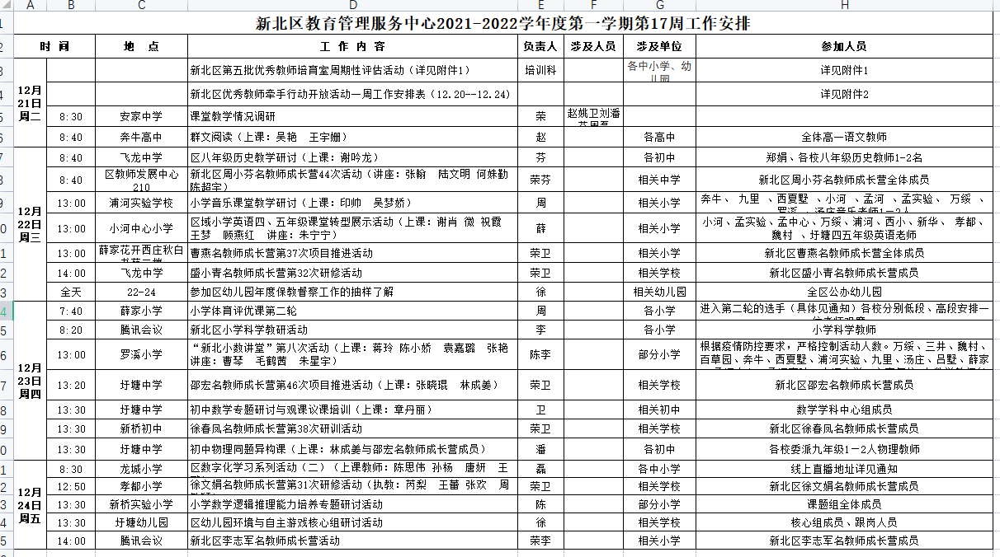 A B C D E F G H
1 新北区教育管理服务中心2021-2022学年度第一学期第17周工作安排
2 时 间 地 点 工 作 内 容 负责人 涉及人员 涉及单位 参加人员
3 新北区第五批优秀教师培育室周期性评估活动（详见附件1） 培训科 各中小学、幼儿园 详见附件1
12月21日周二
4 新北区优秀教师牵手行动开放活动一周工作安排表（12.20--12.24） 详见附件2
5 8:30 安家中学 课堂教学情况调研 荣 赵姚卫刘潘
6 8:40 奔牛高中 群文阅读（上课：吴艳 王宇姗） 赵 各高中 全体高一语文教师
7 8:40 飞龙中学 区八年级历史教学研讨（上课：谢吟龙） 芬 各初中 郑娟、各校八年级历史教师1-2名
8 8:40 区教师发展中心210 新北区周小芬名教师成长营44次活动（讲座：张翰 陆文明 何姝勤 陈超宇） 荣芬 相关中学 新北区周小芬名教师成长营全体成员
12月22日周三
9 13:00 浦河实验学校 小学音乐课堂教学研讨（上课：印帅 吴梦娇） 周 相关小学 奔牛、 九里 、西夏墅 、小河 、孟河 、孟实验、 万绥 、
罗溪 、汤庄音乐老师1-2人
0 13:00 小河中心小学 区域小学英语四、五年级课堂转型展示活动（上课：谢肖 微 祝霞 王梦 顾燕红 讲座：朱宁宁） 薛 相关小学 小河、孟实验、孟中心、万绥、浦河、西小、新华、 孝都、
魏村 、圩塘四五年级英语老师
1 13:00 薛家花开西庄秋白 曹燕名教师成长营第37次项目推进活动 荣卫 相关小学 新北区曹燕名教师成长营全体成员
2 14:00 飞龙中学 盛小青名教师成长营第32次研修活动 荣卫 相关学校 新北区盛小青名教师成长营成员
3 全天 22-24 参加区幼儿园年度保教督察工作的抽样了解 徐 相关幼儿园 全区公办幼儿园
4 7:40 薛家小学 小学体育评优课第二轮 周 各小学 进入第二轮的选手（具体见通知）各校分别低段、高段安排一
5 8:20 腾讯会议 新北区小学科学教研活动 李 各小学 小学科学教师
6 13:00 罗溪小学 “新北小数讲堂”第八次活动（上课：蒋玲 陈小娇 袁嘉璐 张艳 讲座：曹琴 毛鹤茜 朱星宇） 陈李 部分小学 根据疫情防控要求，严格控制活动人数。万绥、三井、魏村、
百草园、奔牛、西夏墅、浦河实验、九里、汤庄、吕墅、薛家
12月23日周四
7 13:20 圩塘中学 邵宏名教师成长营第46次项目推进活动（上课：张晓琨 林成姜） 荣卫 相关学校 新北区邵宏名教师成长营成员
8 13:30 圩塘中学 初中数学专题研讨与观课议课培训（上课：章丹丽） 卫 相关初中 数学学科中心组成员
9 13:30 新桥初中 徐春凤名教师成长营第38次研训活动 荣卫 相关学校 新北区徐春凤名教师成长营成员
0 13:30 圩塘中学 初中物理同题异构课（上课：林成姜与邵宏名教师成长营成员） 潘 各初中 各校委派九年级1－2人物理教师
1 8:30 龙城小学 区数字化学习系列活动（二）（上课教师：陈思伟 孙杨 唐妍 王 磊 各中小学 线上直播地址详见通知
2 12:50 孝都小学 徐文娟名教师成长营第31次研修活动（执教：芮梨 王蕾 张欢 周 荣卫 相关学校 新北区徐文娟名教师成长营成员
12月24日周五
3 13:30 新桥实验小学 小学数学逻辑推理能力培养专题研讨活动 陈 部分小学 课题组全体成员
4 13:30 圩塘幼儿园 区幼儿园环境与自主游戏核心组研讨活动 徐 相关学校 核心组成员、跟岗人员
5 14:00 腾讯会议 新北区李志军名教师成长营活动 荣李 相关小学 新北区李志军名教师成长营成员